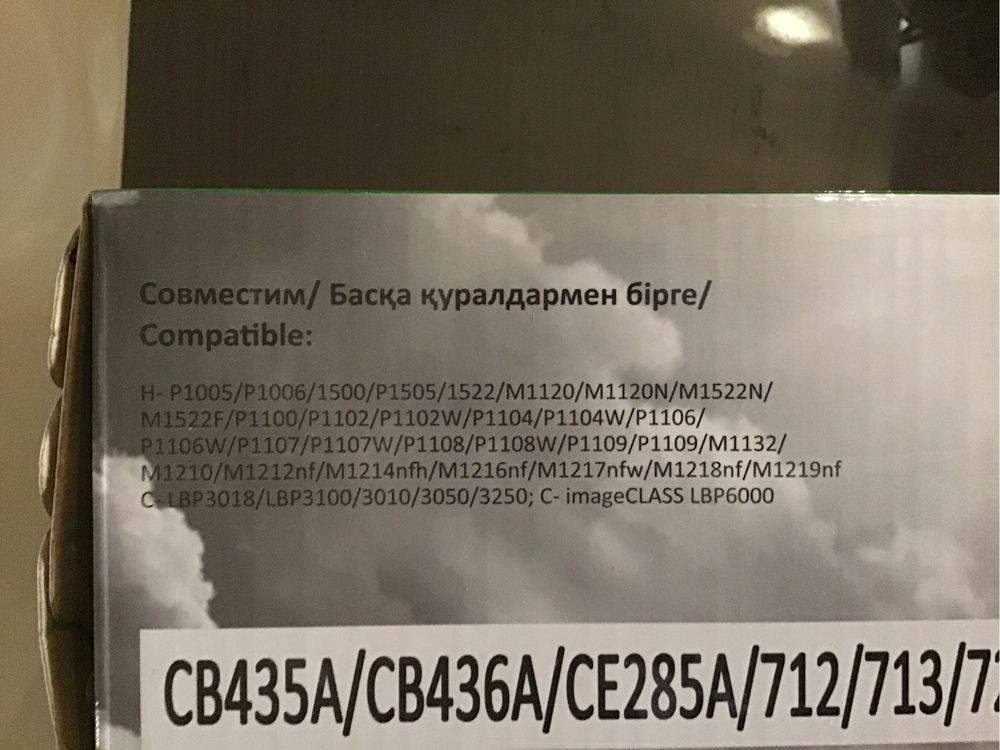 Совместим/ Басқа құралдармен бірге/
Compatible:
H- P1005/P1006/1500/P1505/1522/M1120/M1120N/M1522N/
M1522F/P1100/P1102/P1102W/P1104/P1104W/P1106/
P1106W/P1107/P1107W/P1108/P1108W/P1109/P1109/M1132/
M1210/M1212nf/M1214nfh/M1216nf/M1217nfw/M1218nf/M1219nf
C- LBP3018/LBP3100/3010/3050/3250; C- imageCLASS LBP6000
CB435A/CB436A/CE285A/712/713/7